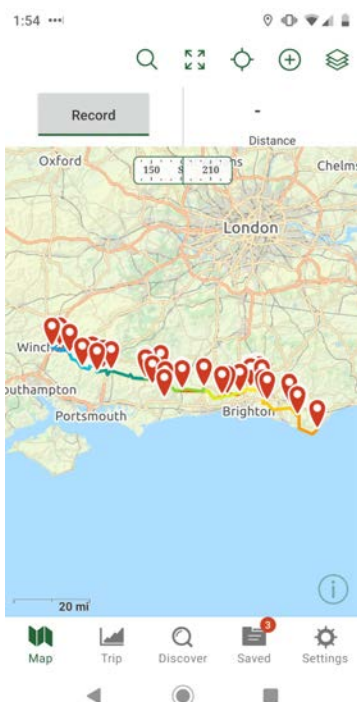 1:54
Record
-
Distance
Oxford
Chelms
150 S 210
London
Winch
outhampton
Portsmouth
Brighton
20 mi
3
Map Trip Discover Saved Settings